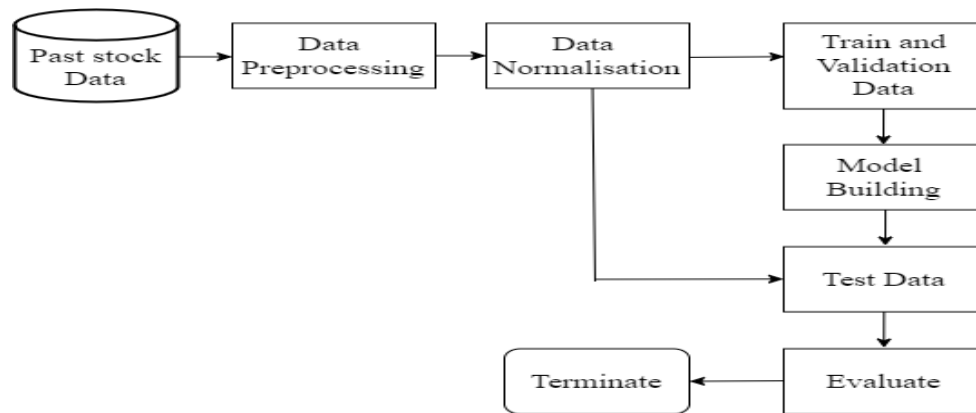 Past stock
Data
Data
Preprocessing
Data
Normalisation
Train and
Validation
Data
Model
Building
Test Data
Evaluate
Terminate